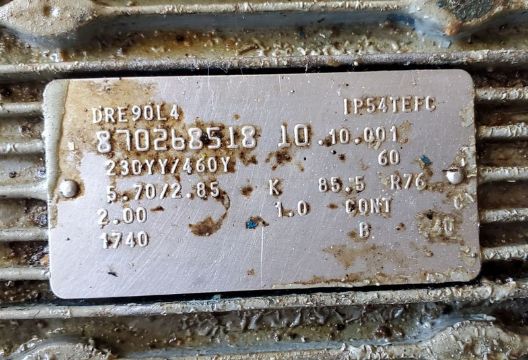 DRE90L4 IP54TEFC
870268518 10 .10.001
230YY/460Y 60
5.70/2.85 K 85.5 R76
2.00 1.0 CONT C
1740 B 40